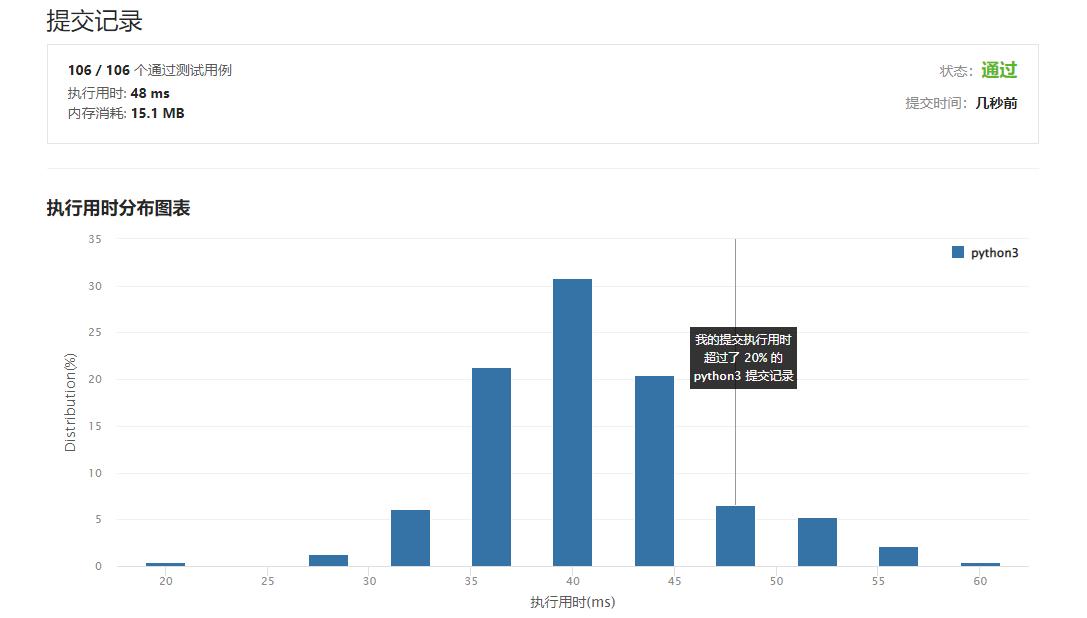 提交记录
106 / 106 个通过测试用例
状态：通过
执行用时: 48 ms
提交时间：几秒前
内存消耗: 15.1 MB
执行用时分布图表
python3
我的提交执行用时
超过了 20% 的
python3 提交记录
Distribution(%)
35
30
25
20
15
10
5
0
20 25 30 35 40 45 50 55 60
执行用时(ms)